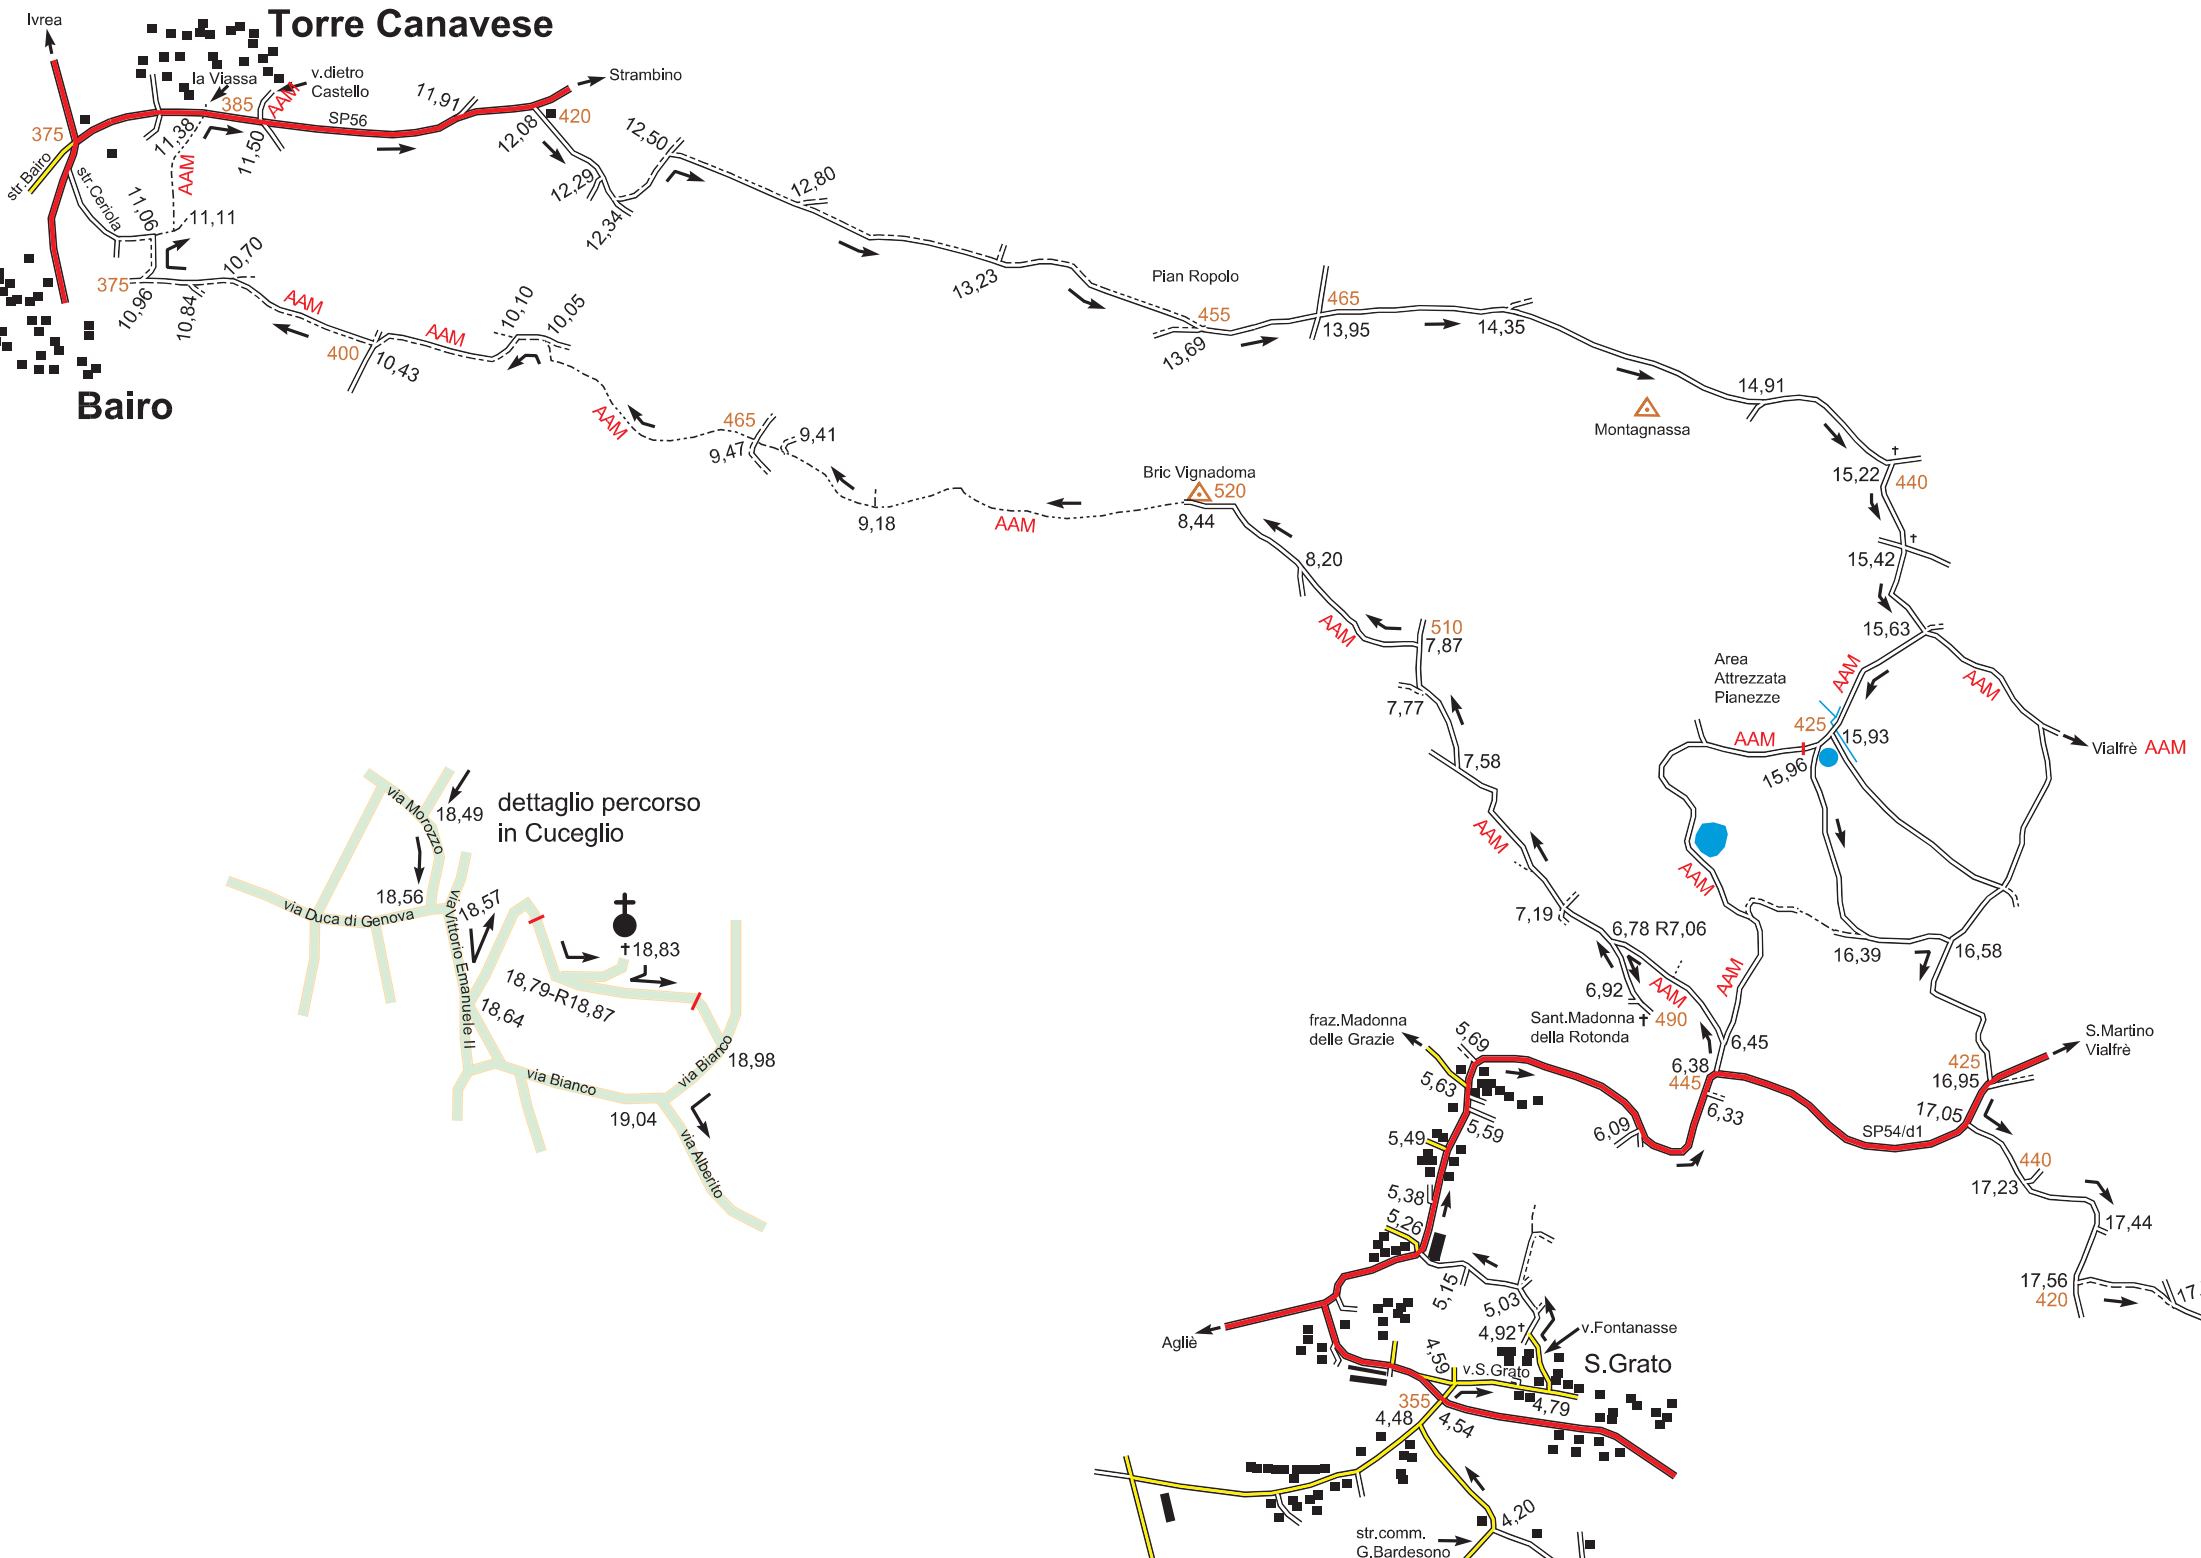 Ivrea
Torre Canavese
la Viassa
v.dietro
Castello
AAM
Strambino
385
SP56
11,91
420
375
11,38
11,50
12,08
12,50
str.Bairo
str.Ceriola
AAM
11,06
11,11
12,29
12,34
12,80
10,70
375
10,96
10,84
AAM
13,23
Pian Ropolo
455
465
13,69
13,95
14,35
AAM
10,10
10,05
400
10,43
Bairo
14,91
Montagnassa
AAM
465
9,47
9,41
9,18
AAM
Bric Vignadoma
520
8,44
8,20
15,22
440
15,42
15,63
AAM
510
7,87
7,77
7,58
AAM
Area
Attrezzata
Pianezze
AAM
AAM
425
15,93
AAM
15,96
Vialfrè AAM
AAM
7,19
6,78 R7,06
AAM
AAM
16,39
16,58
6,92
Sant.Madonna
della Rotonda
490
6,45
6,38
445
6,33
fraz.Madonna
delle Grazie
5,69
5,63
5,59
5,49
5,38
5,26
6,09
SP54/d1
S.Martino
Vialfrè
425
16,95
17,05
440
17,23
17,44
17,56
420
17,
5,15
5,03
4,92
v.Fontanasse
S.Grato
Agliè
4,59
v.S.Grato
355
4,48
4,54
4,79
4,20
str.comm.
G.Bardesono
dettaglio percorso
in Cuceglio
via Morozzo
18,49
18,56
via Duca di Genova
via Vittorio Emanuele II
18,57
18,83
18,79-R18,87
18,64
via Bianco
via Bianco
18,98
19,04
via Alberito